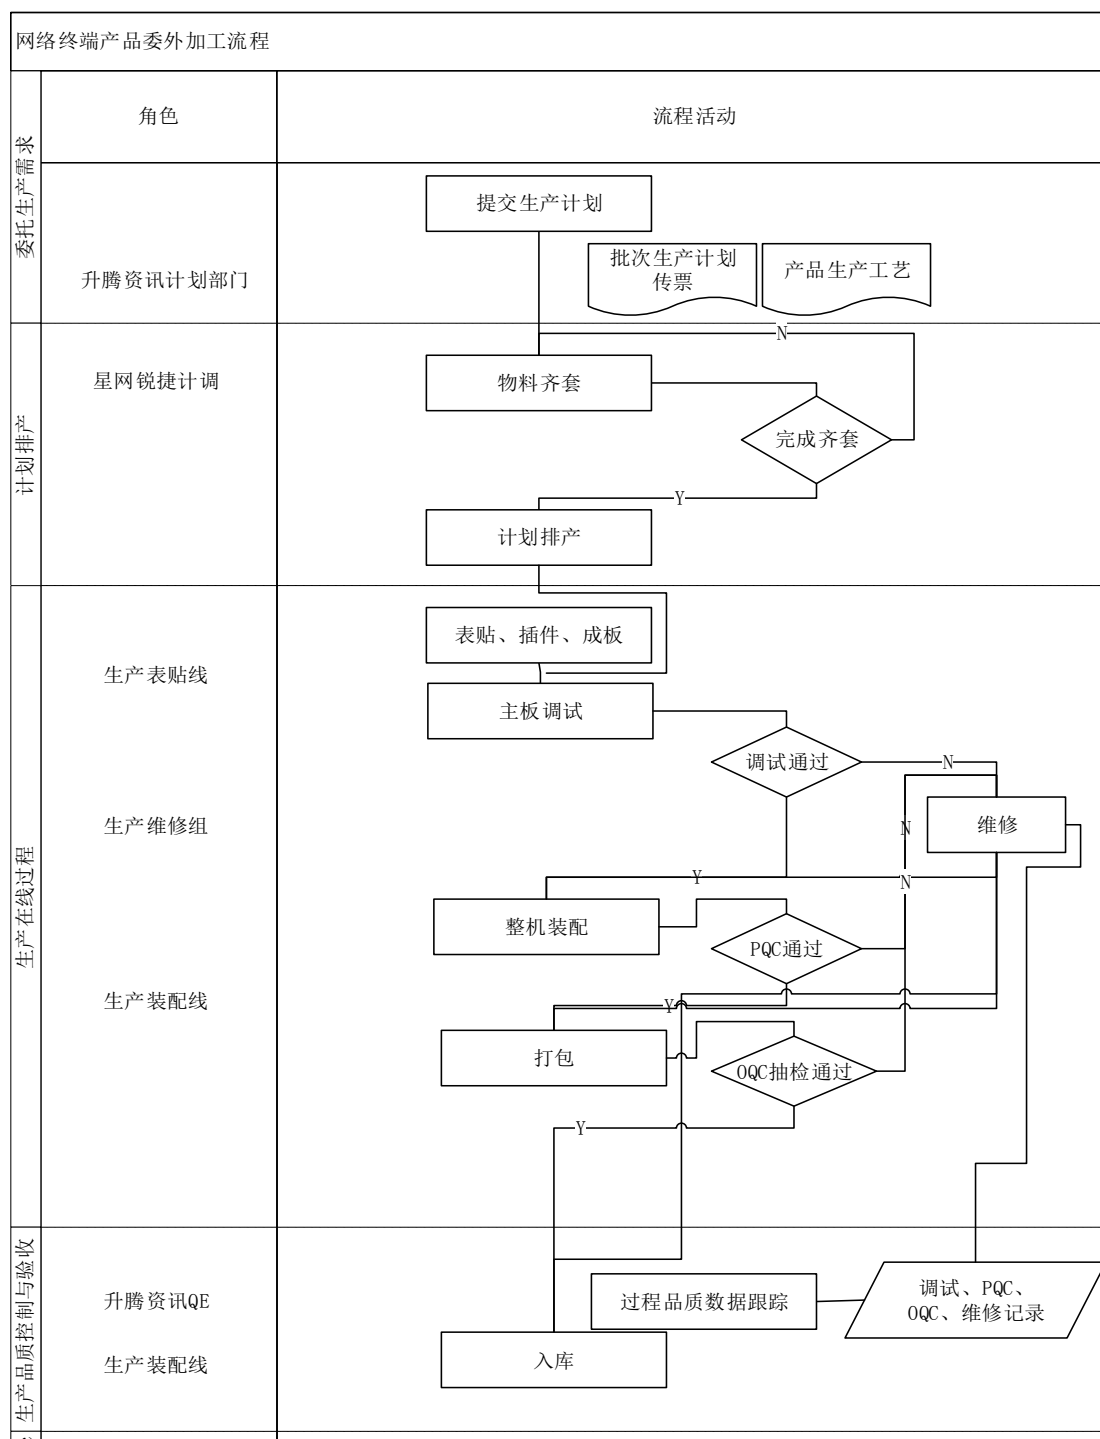 网络终端产品委外加工流程
角色
流程活动
委托生产需求
提交生产计划
升腾资讯计划部门
批次生产计划
传票
产品生产工艺
计划排产
N
星网锐捷计调
物料齐套
完成齐套
Y
计划排产
生产在线过程
表贴、插件、成板
生产表贴线
主板调试
调试通过
N
生产维修组
N
维修
Y
N
整机装配
PQC通过
生产装配线
Y
打包
OQC抽检通过
Y
生产品质控制与验收
升腾资讯QE
过程品质数据跟踪
调试、PQC、
OQC、维修记录
生产装配线
入库